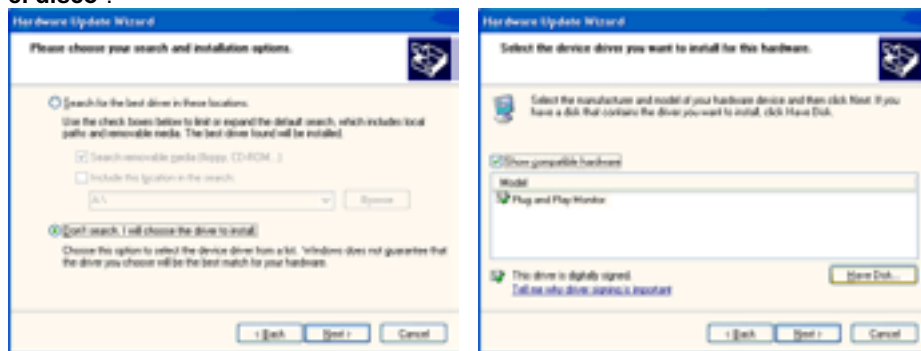 el disco".
Hardware Update Wizard
Please choose your search and installation options.
Search for the best driver in these locations.
Use the check boxes below to limit or expand the default search, which includes local
paths and removable media. The best driver found will be installed.
Search removable media (floppy, CD-ROM...)
Include this location in the search:
A:\
Browse
Don't search. I will choose the driver to install.
Choose this option to select the device driver from a list. Windows does not guarantee that
the driver you choose will be the best match for your hardware.
< Back Next > Cancel
Hardware Update Wizard
Select the device driver you want to install for this hardware.
Select the manufacturer and model of your hardware device and then click Next. If you
have a disk that contains the driver you want to install, click Have Disk.
Show compatible hardware
Model
Plug and Play Monitor
This driver is digitally signed.
Tell me why driver signing is important
Have Disk...
< Back Next > Cancel